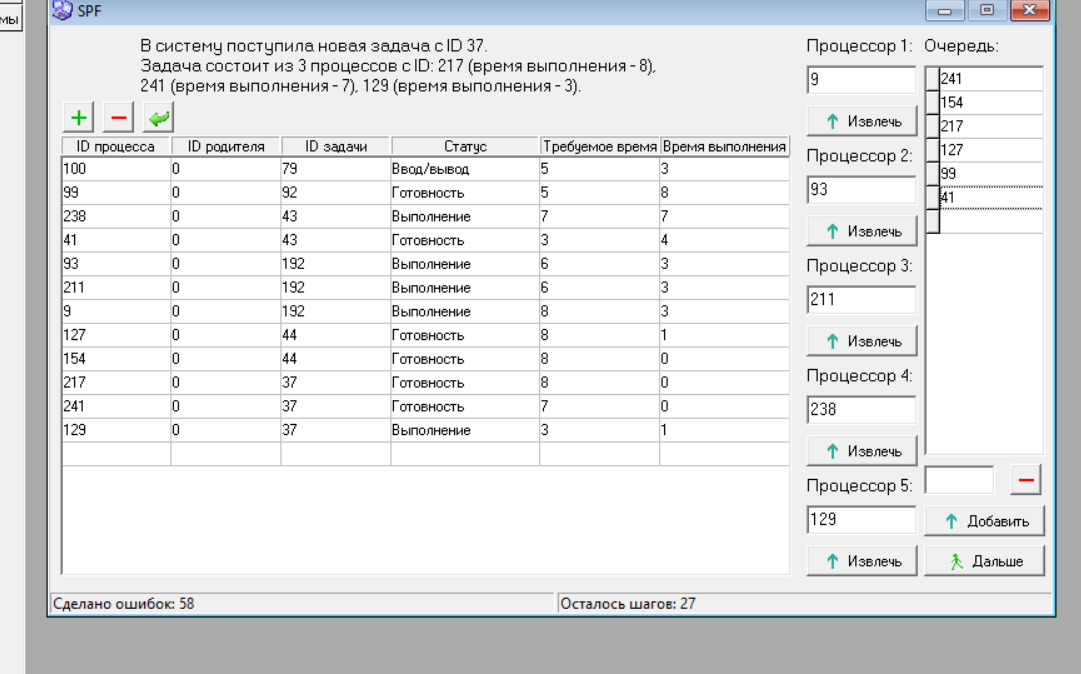 мы
SPF
В систему поступила новая задача с ID 37.
Задача состоит из 3 процессов с ID: 217 (время выполнения - 8),
241 (время выполнения - 7), 129 (время выполнения - 3).
ID процесса ID родителя ID задачи Статус Требуемое время Время выполнения
100 0 79 Ввод/вывод 5 3
99 0 92 Готовность 5 8
238 0 43 Выполнение 7 7
41 0 43 Готовность 3 4
93 0 192 Выполнение 6 3
211 0 192 Выполнение 6 3
9 0 192 Выполнение 8 3
127 0 44 Готовность 8 1
154 0 44 Готовность 8 0
217 0 37 Готовность 8 0
241 0 37 Готовность 7 0
129 0 37 Выполнение 3 1
Процессор 1:
9
Извлечь
Процессор 2:
93
Извлечь
Процессор 3:
211
Извлечь
Процессор 4:
238
Извлечь
Процессор 5:
129
Извлечь
Очередь:
241
154
217
127
99
41
Добавить
Дальше
Сделано ошибок: 58
Осталось шагов: 27